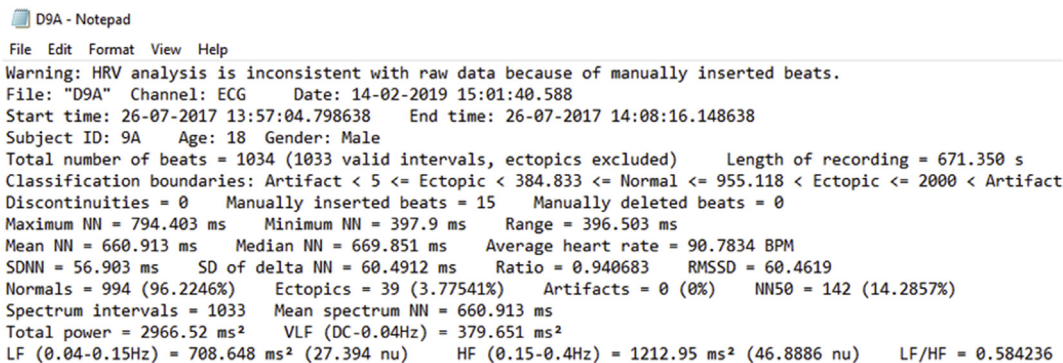 D9A - Notepad
File Edit Format View Help
Warning: HRV analysis is inconsistent with raw data because of manually inserted beats.
File: "D9A" Channel: ECG Date: 14-02-2019 15:01:40.588
Start time: 26-07-2017 13:57:04.798638 End time: 26-07-2017 14:08:16.148638
Subject ID: 9A Age: 18 Gender: Male
Total number of beats = 1034 (1033 valid intervals, ectopics excluded) Length of recording = 671.350 s
Classification boundaries: Artifact < 5 <= Ectopic < 384.833 <= Normal <= 955.118 < Ectopic <= 2000 < Artifact
Discontinuities = 0 Manually inserted beats = 15 Manually deleted beats = 0
Maximum NN = 794.403 ms Minimum NN = 397.9 ms Range = 396.503 ms
Mean NN = 660.913 ms Median NN = 669.851 ms Average heart rate = 90.7834 BPM
SDNN = 56.903 ms SD of delta NN = 60.4912 ms Ratio = 0.940683 RMSSD = 60.4619
Normals = 994 (96.2246%) Ectopics = 39 (3.77541%) Artifacts = 0 (0%) NN50 = 142 (14.2857%)
Spectrum intervals = 1033 Mean spectrum NN = 660.913 ms
Total power = 2966.52 ms² VLF (DC-0.04Hz) = 379.651 ms²
LF (0.04-0.15Hz) = 708.648 ms² (27.394 nu) HF (0.15-0.4Hz) = 1212.95 ms² (46.8886 nu) LF/HF = 0.584236